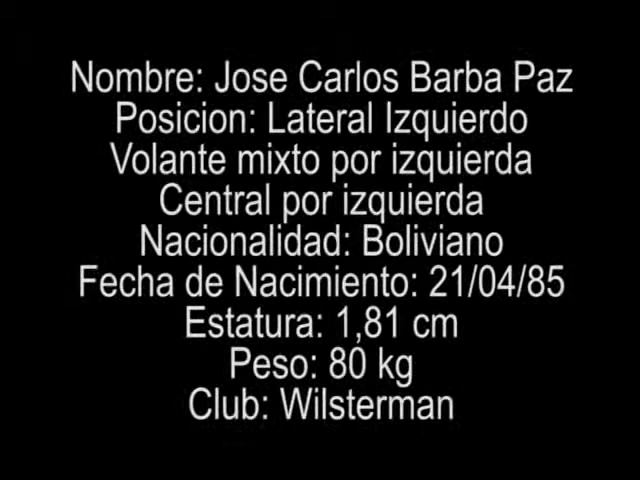 Nombre: Jose Carlos Barba Paz
Posicion: Lateral Izquierdo
Volante mixto por izquierda
Central por izquierda
Nacionalidad: Boliviano
Fecha de Nacimiento: 21/04/85
Estatura: 1,81 cm
Peso: 80 kg
Club: Wilsterman